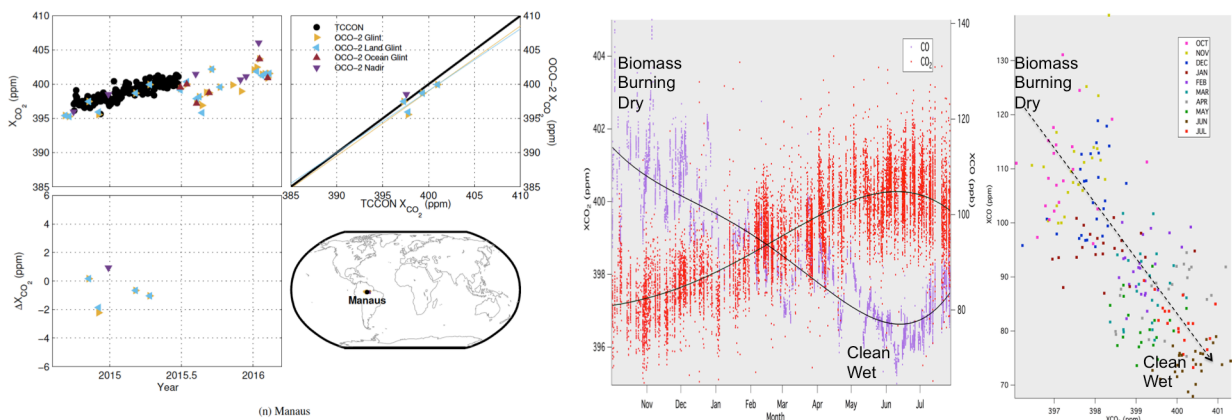 410
405
400
395
390
385
X_CO2 (ppm)
TCCON
OCO-2 Glint
OCO-2 Land Glint
OCO-2 Ocean Glint
OCO-2 Nadir
410
405
400
395
390
385
OCO-2 X_CO2 (ppm)
385 390 395 400 405 410
TCCON X_CO2 (ppm)
6
4
2
0
−2
−4
−6
ΔX_CO2 (ppm)
2015 2015.5 2016
Year
Manaus
(n) Manaus
404
402
400
398
396
XCO₂ (ppm)
Biomass
Burning
Dry
CO
CO₂
140
120
100
80
XCO (ppb)
Clean
Wet
Nov Dec Jan Feb Mar Apr May Jun Jul
Month
130
120
110
100
90
80
70
XCO (ppb)
Biomass
Burning
Dry
OCT
NOV
DEC
JAN
FEB
MAR
APR
MAY
JUN
JUL
Clean
Wet
397 398 399 400 401
XCO₂ (ppm)